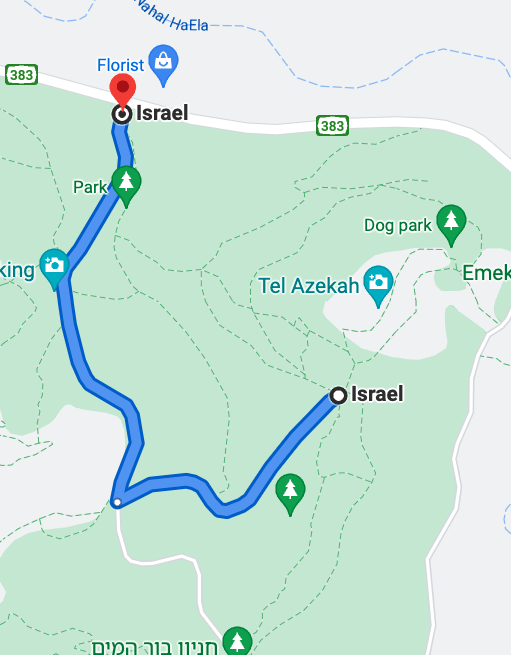 Nahal HaEla
Florist
383
Israel
383
Park
Dog park
king
Tel Azekah
Emek
Israel
חניון בור המים